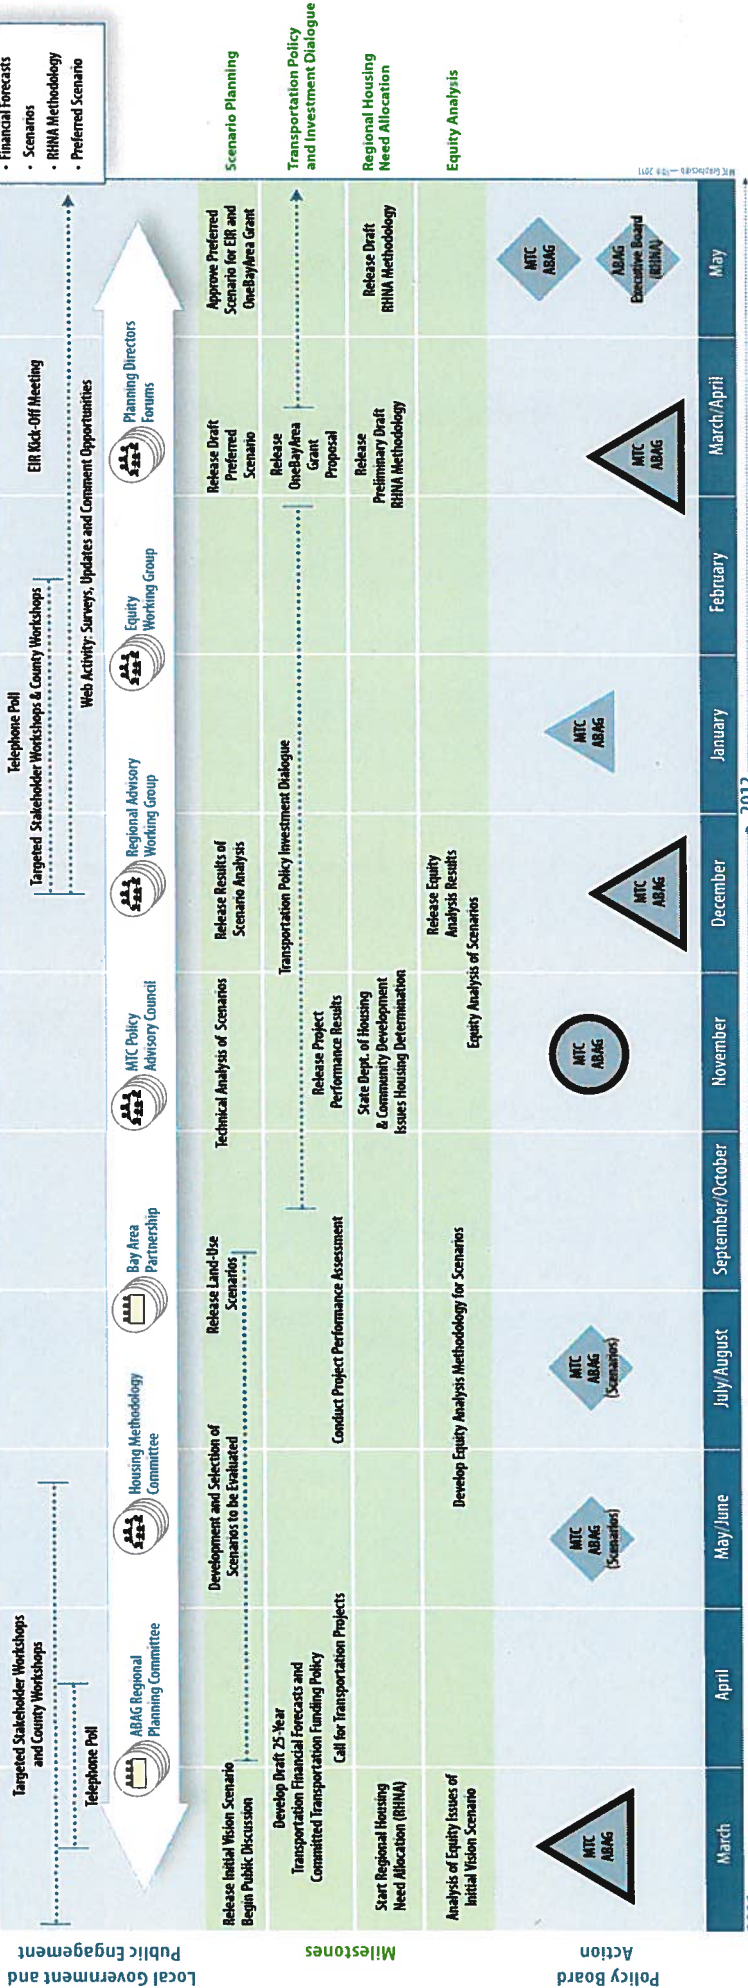 • Financial Forecasts
• Scenarios
• RHNA Methodology
• Preferred Scenario
Local Government and
Public Engagement
Targeted Stakeholder Workshops
and County Workshops
Telephone Poll
Telephone Poll
Targeted Stakeholder Workshops & County Workshops
EIR Kick-Off Meeting
Web Activity: Surveys, Updates and Comment Opportunities
ABAG Regional
Planning Committee
Housing Methodology
Committee
Bay Area
Partnership
MTC Policy
Advisory Council
Regional Advisory
Working Group
Equity
Working Group
Planning Directors
Forums
Milestones
Scenario Planning
Release Initial Vision Scenario
Begin Public Discussion
Development and Selection of
Scenarios to be Evaluated
Release Land-Use
Scenarios
Technical Analysis of Scenarios
Release Results of
Scenario Analysis
Release Draft
Preferred
Scenario
Approve Preferred
Scenario for EIR and
OneBayArea Grant
Transportation Policy
and Investment Dialogue
Develop Draft 25-Year
Transportation Financial Forecasts and
Committed Transportation Funding Policy
Call for Transportation Projects
Conduct Project Performance Assessment
Transportation Policy Investment Dialogue
Release Project
Performance Results
Release
OneBayArea
Grant
Proposal
Regional Housing
Need Allocation
Start Regional Housing
Need Allocation (RHNA)
State Dept. of Housing
& Community Development
Issues Housing Determination
Release
Preliminary Draft
RHNA Methodology
Release Draft
RHNA Methodology
Equity Analysis
Analysis of Equity Issues of
Initial Vision Scenario
Develop Equity Analysis Methodology for Scenarios
Release Equity
Analysis Results
Equity Analysis of Scenarios
Policy Board
Action
MTC
ABAG
MTC
ABAG
(Scenarios)
MTC
ABAG
(Scenarios)
MTC
ABAG
MTC
ABAG
MTC
ABAG
MTC
ABAG
MTC
ABAG
ABAG
Executive Board
(RHNA)
March
April
May/June
July/August
September/October
November
December
January
February
March/April
May
2012